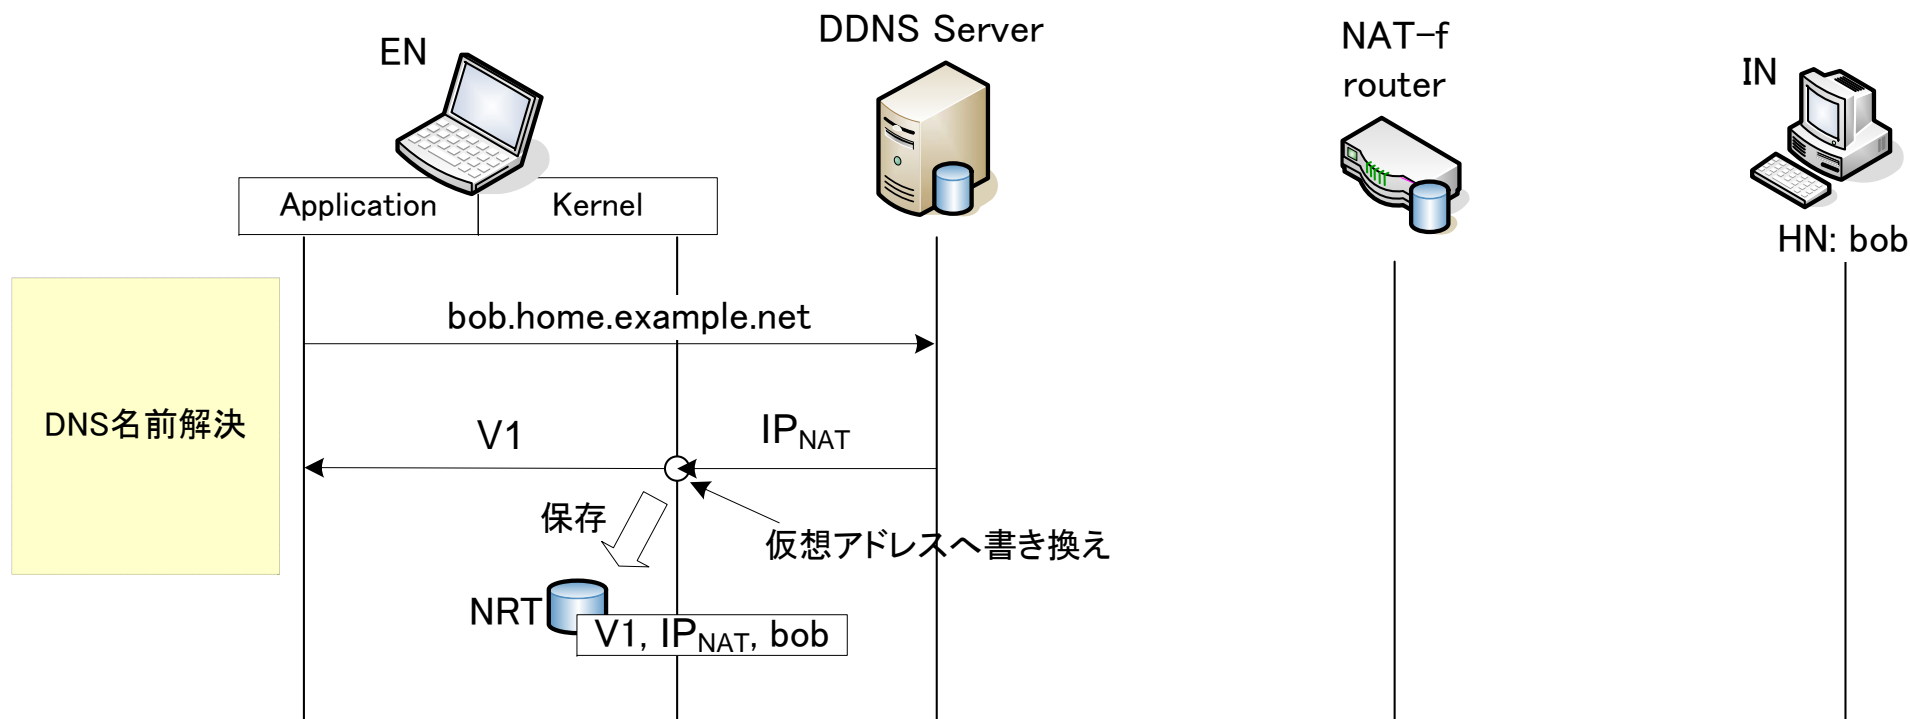 EN
DDNS Server
NAT-f
router
IN
Application
Kernel
HN: bob
bob.home.example.net
DNS名前解決
V1
IPNAT
保存
仮想アドレスへ書き換え
NRT
V1, IPNAT, bob